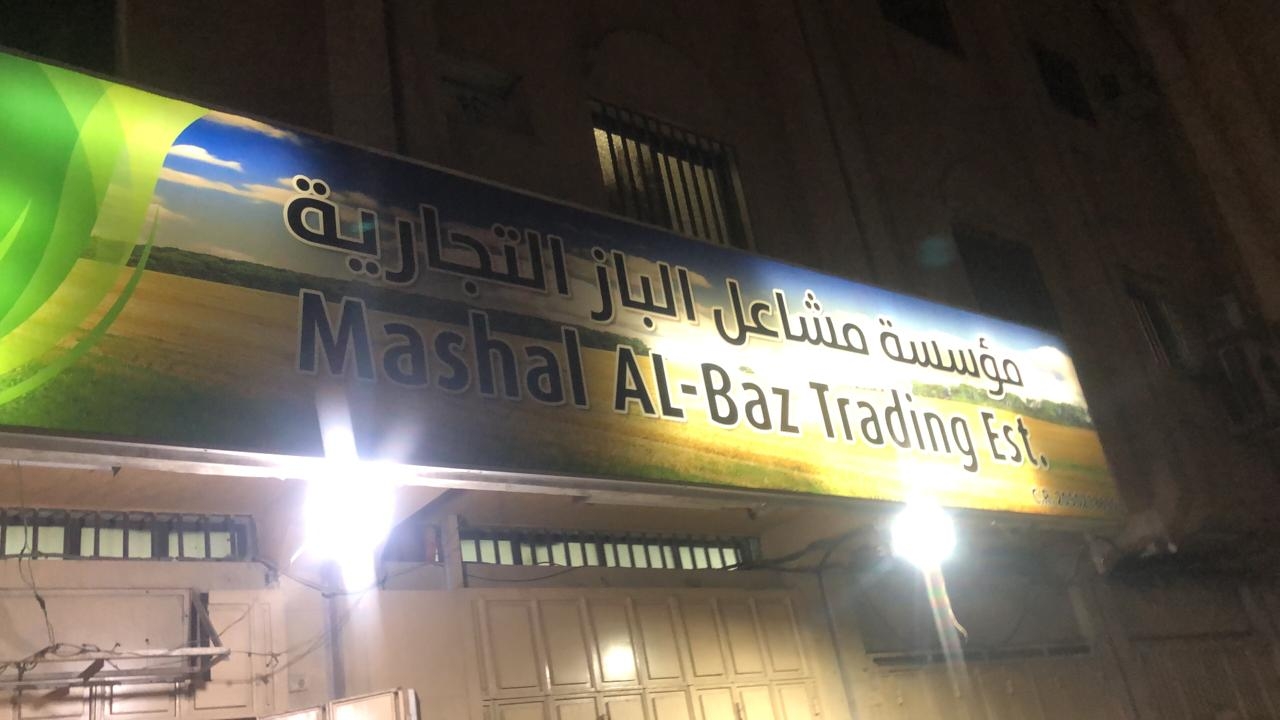 مؤسسة مشاعل الباز التجارية
Mashal AL-Baz Trading Est.
C.R.